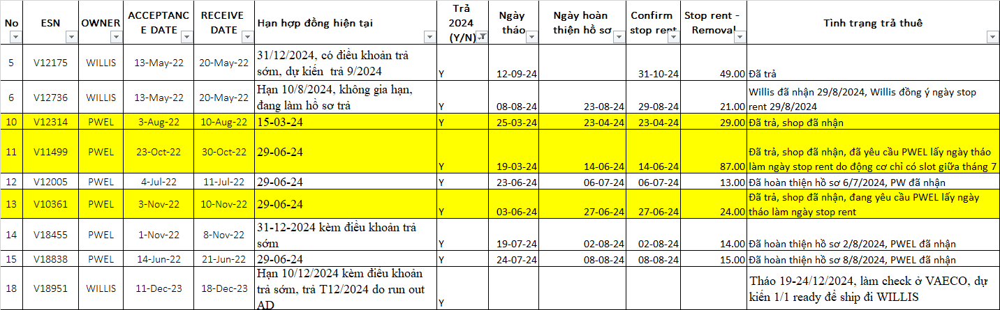 No ESN OWNER ACCEPTANC E DATE RECEIVE DATE Hạn hợp đồng hiện tại Trả 2024 (Y/N) Ngày tháo Ngày hoàn thiện hồ sơ Confirm stop rent Stop rent - Removal Tình trạng trả thuê
5 V12175 WILLIS 13-May-22 20-May-22 31/12/2024, có điều khoản trả sớm, dự kiến trả 9/2024 Y 12-09-24 31-10-24 49.00 Đã trả
6 V12736 WILLIS 13-May-22 20-May-22 Hạn 10/8/2024, không gia hạn, đang làm hồ sơ trả Y 08-08-24 23-08-24 29-08-24 21.00 Willis đã nhận 29/8/2024, Willis đồng ý ngày stop rent 29/8/2024
10 V12314 PWEL 3-Aug-22 10-Aug-22 15-03-24 Y 25-03-24 23-04-24 23-04-24 29.00 Đã trả, shop đã nhận
11 V11499 PWEL 23-Oct-22 30-Oct-22 29-06-24 Y 19-03-24 14-06-24 14-06-24 87.00 Đã trả, shop đã nhận, đã yêu cầu PWEL lấy ngày tháo làm ngày stop rent do động cơ chỉ có slot giữa tháng 7
12 V12005 PWEL 4-Jul-22 11-Jul-22 29-06-24 Y 23-06-24 06-07-24 06-07-24 13.00 Đã hoàn thiện hồ sơ 6/7/2024, PW đã nhận
13 V10361 PWEL 3-Nov-22 10-Nov-22 29-06-24 Y 03-06-24 27-06-24 27-06-24 24.00 Đã trả, shop đã nhận, đang yêu cầu PWEL lấy ngày tháo làm ngày stop rent
14 V18455 PWEL 1-Nov-22 8-Nov-22 31-12-2024 kèm điều khoản trả sớm Y 19-07-24 02-08-24 02-08-24 14.00 Đã hoàn thiện hồ sơ 2/8/2024, PWEL đã nhận
15 V18838 PWEL 14-Jun-22 21-Jun-22 29-06-24 Y 24-07-24 08-08-24 08-08-24 15.00 Đã hoàn thiện hồ sơ 8/8/2024, PWEL đã nhận
18 V18951 WILLIS 11-Dec-23 18-Dec-23 Hạn 10/12/2024 kèm điều khoản trả sớm, trả T12/2024 do run out AD Y Tháo 19-24/12/2024, làm check ở VAECO, dự kiến 1/1 ready để ship đi WILLIS